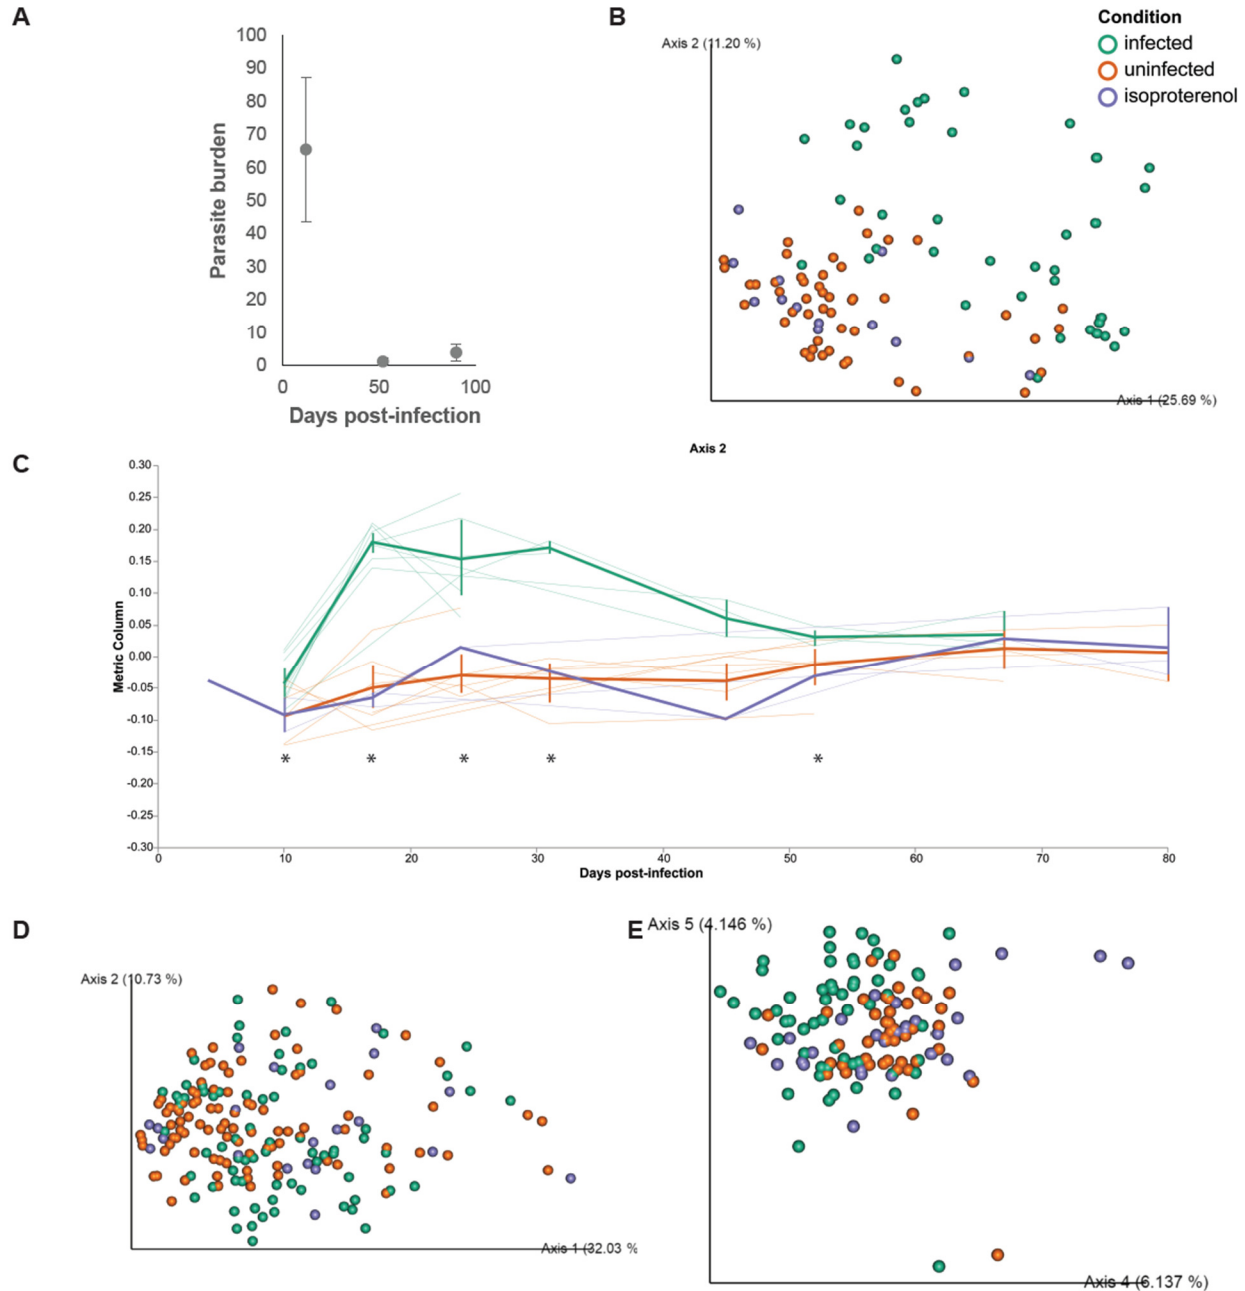 A
100
90
80
70
60
50
40
30
20
10
0
Parasite burden
0 50 100
Days post-infection
B
Axis 2 (11.20 %)
Axis 1 (25.69 %)
Condition
infected
uninfected
isoproterenol
C
Axis 2
0.30
0.25
0.20
0.15
0.10
0.05
0.00
-0.05
-0.10
-0.15
-0.20
-0.25
-0.30
Metric Column
* * * * *
0 10 20 30 40 50 60 70 80
Days post-infection
D
Axis 2 (10.73 %)
Axis 1 (32.03 %
E
Axis 5 (4.146 %)
Axis 4 (6.137 %)